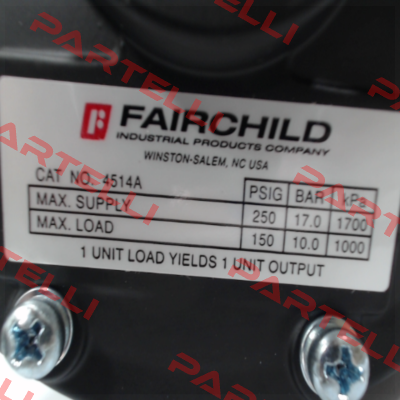 FAIRCHILD
INDUSTRIAL PRODUCTS COMPANY
WINSTON-SALEM, NC USA
CAT NO. 4514A PSIG BAR kPa
MAX. SUPPLY 250 17.0 1700
MAX. LOAD 150 10.0 1000
1 UNIT LOAD YIELDS 1 UNIT OUTPUT
PARTELLI
PARTELLI
PARTELLI
PARTELLI
PARTELLI